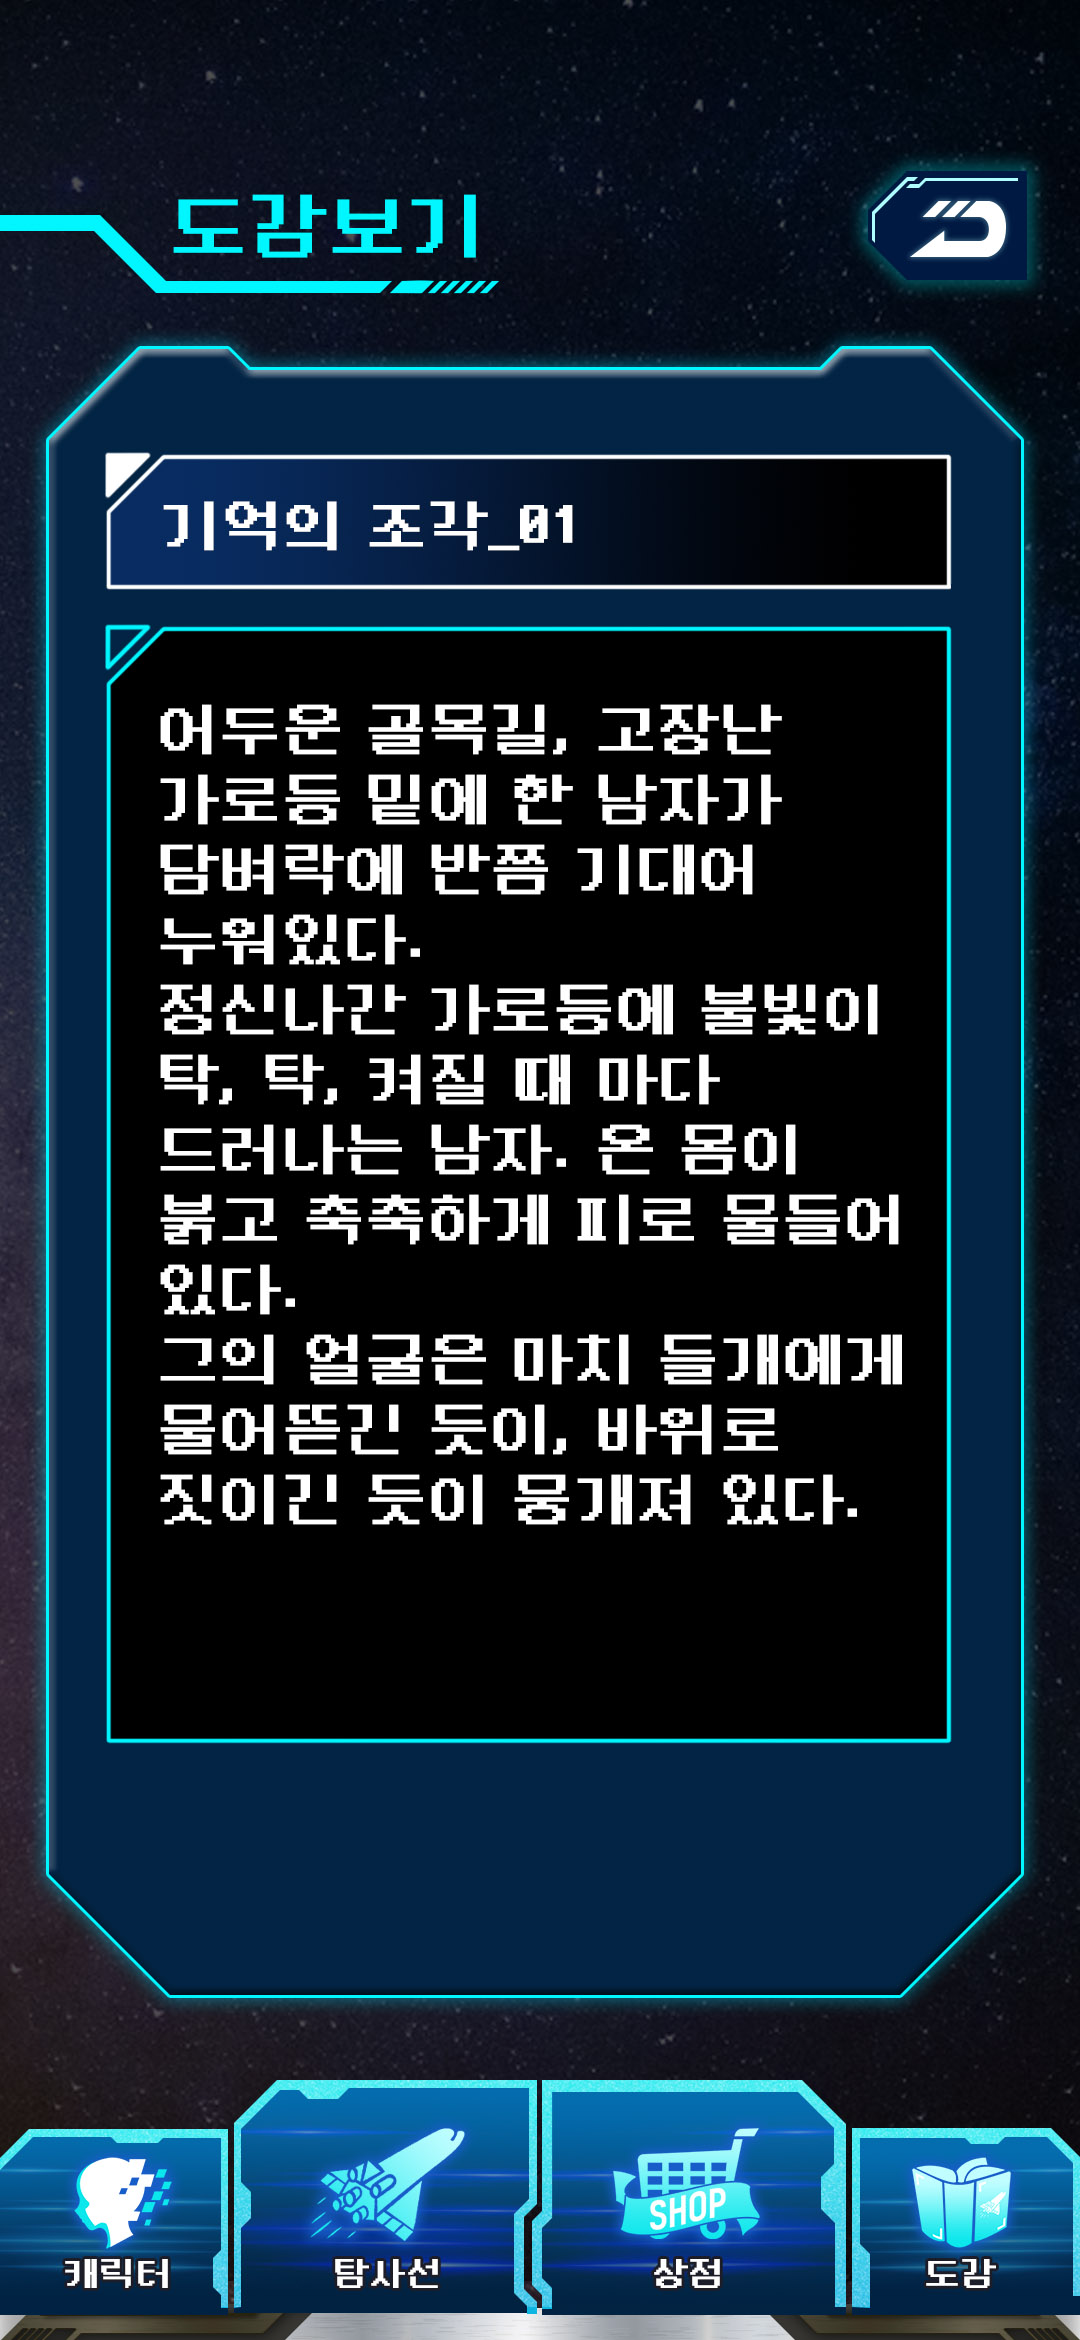 도감보기
기억의 조각_01
어두운 골목길, 고장난
가로등 밑에 한 남자가
담벼락에 반쯤 기대어
누워있다.
정신나간 가로등에 불빛이
탁, 탁, 켜질 때 마다
드러나는 남자. 온 몸이
붉고 축축하게 피로 물들어
있다.
그의 얼굴은 마치 들개에게
물어뜯긴 듯이, 바위로
짓이긴 듯이 뭉개져 있다.
SHOP
캐릭터
탐사선
상점
도감